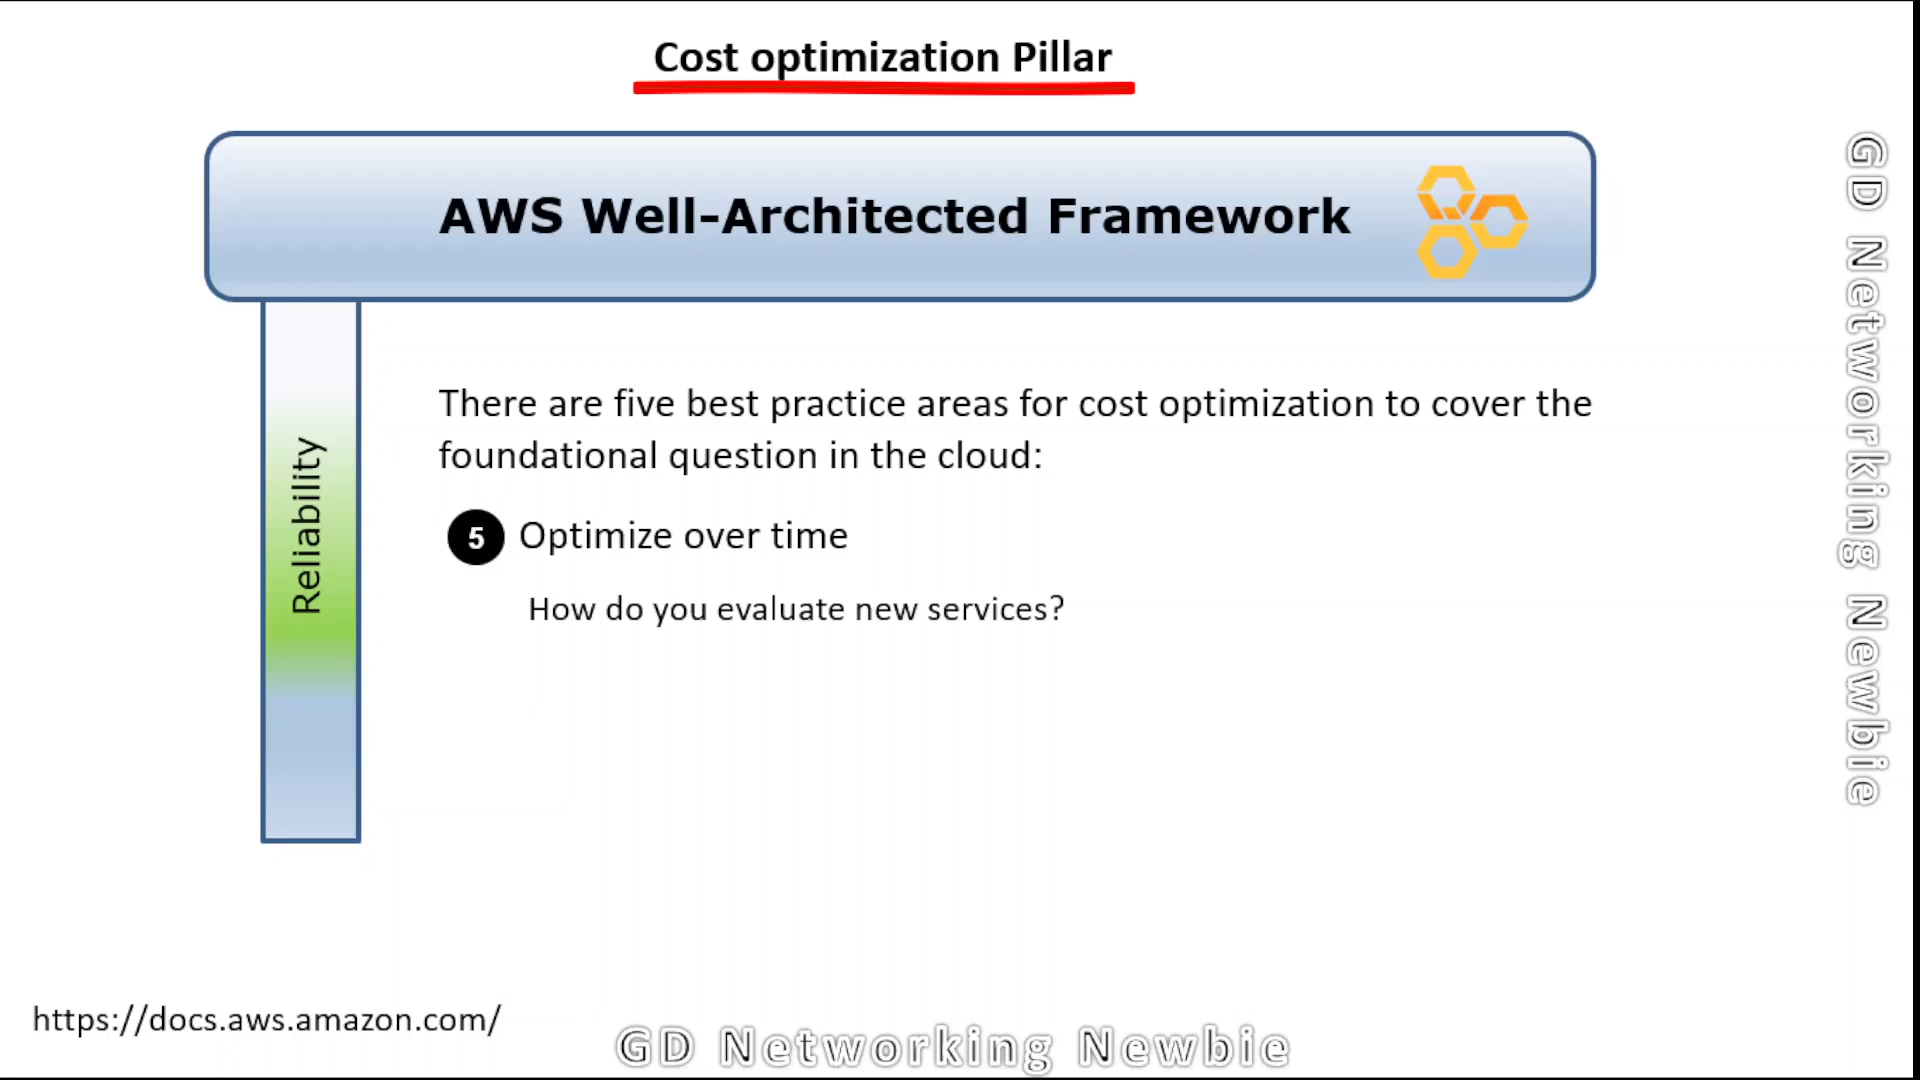 Cost optimization Pillar
AWS Well-Architected Framework
Reliability
There are five best practice areas for cost optimization to cover the
foundational question in the cloud:
5 Optimize over time
How do you evaluate new services?
https://docs.aws.amazon.com/
GD Networking Newbie
GD Networking Newbie